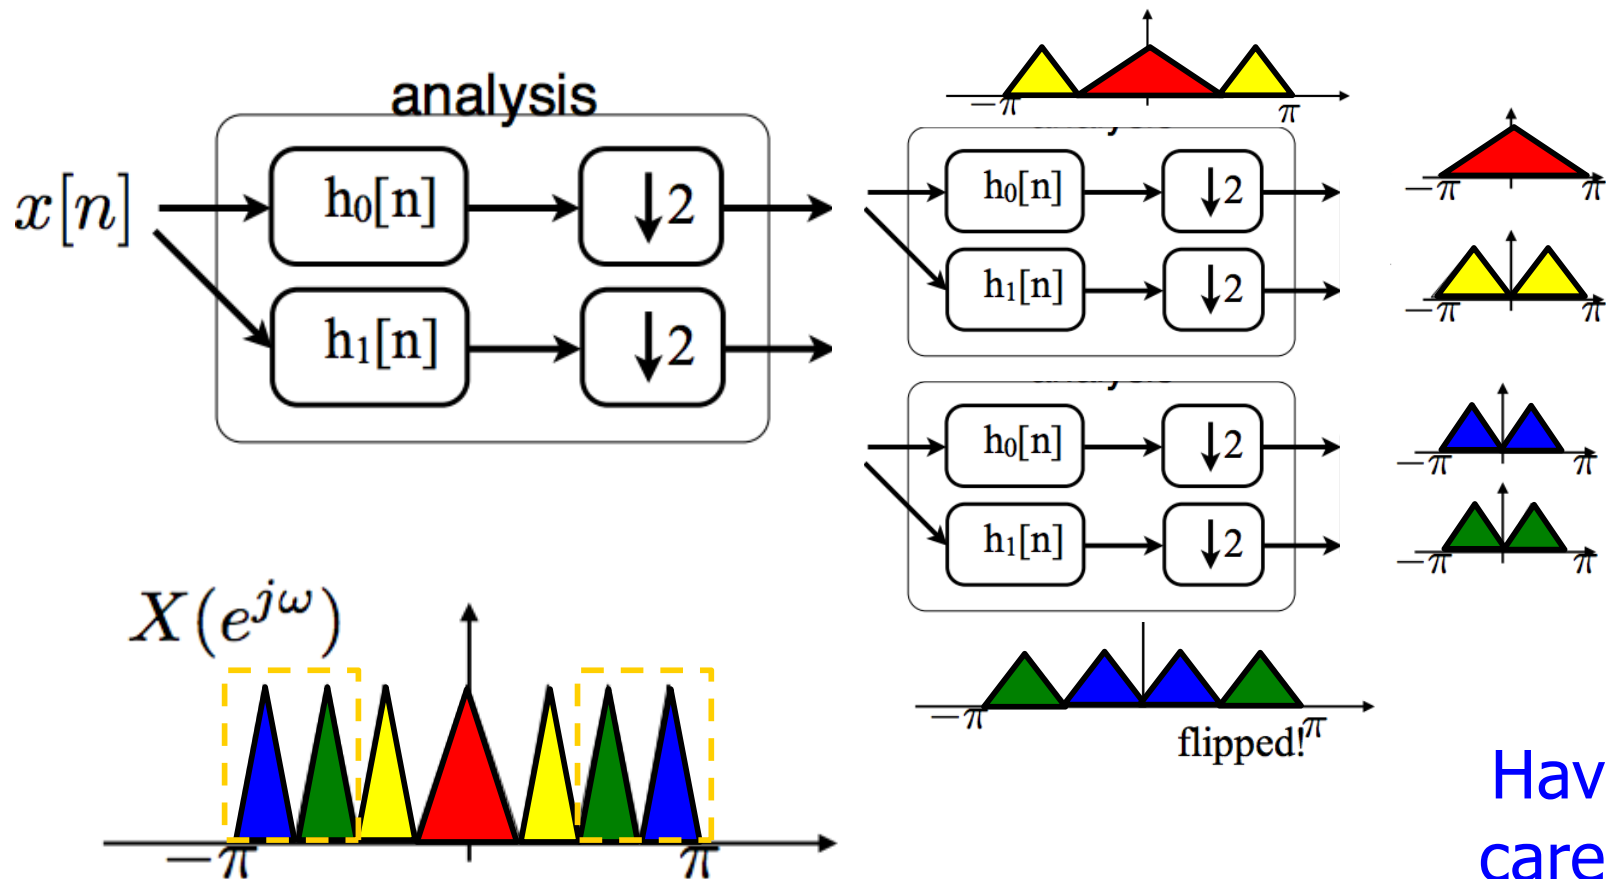 analysis
x[n]
h₀[n]
↓2
h₁[n]
↓2
X(e^{jω})
−π
π
−π
π
h₀[n]
↓2
h₁[n]
↓2
−π
π
−π
π
h₀[n]
↓2
h₁[n]
↓2
−π
π
−π
π
−π
π
flipped!
Hav
care